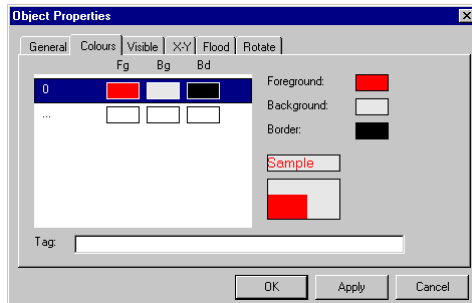 Object Properties
General Colours Visible X-Y Flood Rotate
Fg Bg Bd
0
...
Foreground:
Background:
Border:
Sample
Tag:
OK Apply Cancel